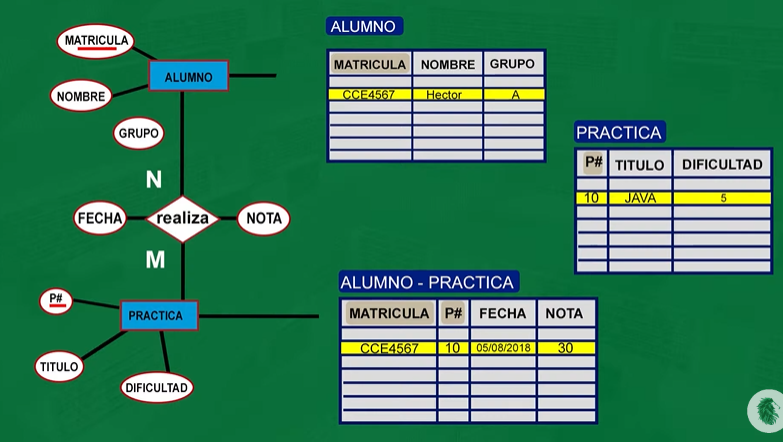 MATRICULA
ALUMNO
NOMBRE
GRUPO
N
FECHA
realiza
NOTA
M
P#
PRACTICA
TITULO
DIFICULTAD
ALUMNO
MATRICULA NOMBRE GRUPO
CCE4567 Hector A
PRACTICA
P# TITULO DIFICULTAD
10 JAVA 5
ALUMNO - PRACTICA
MATRICULA P# FECHA NOTA
CCE4567 10 05/08/2018 30